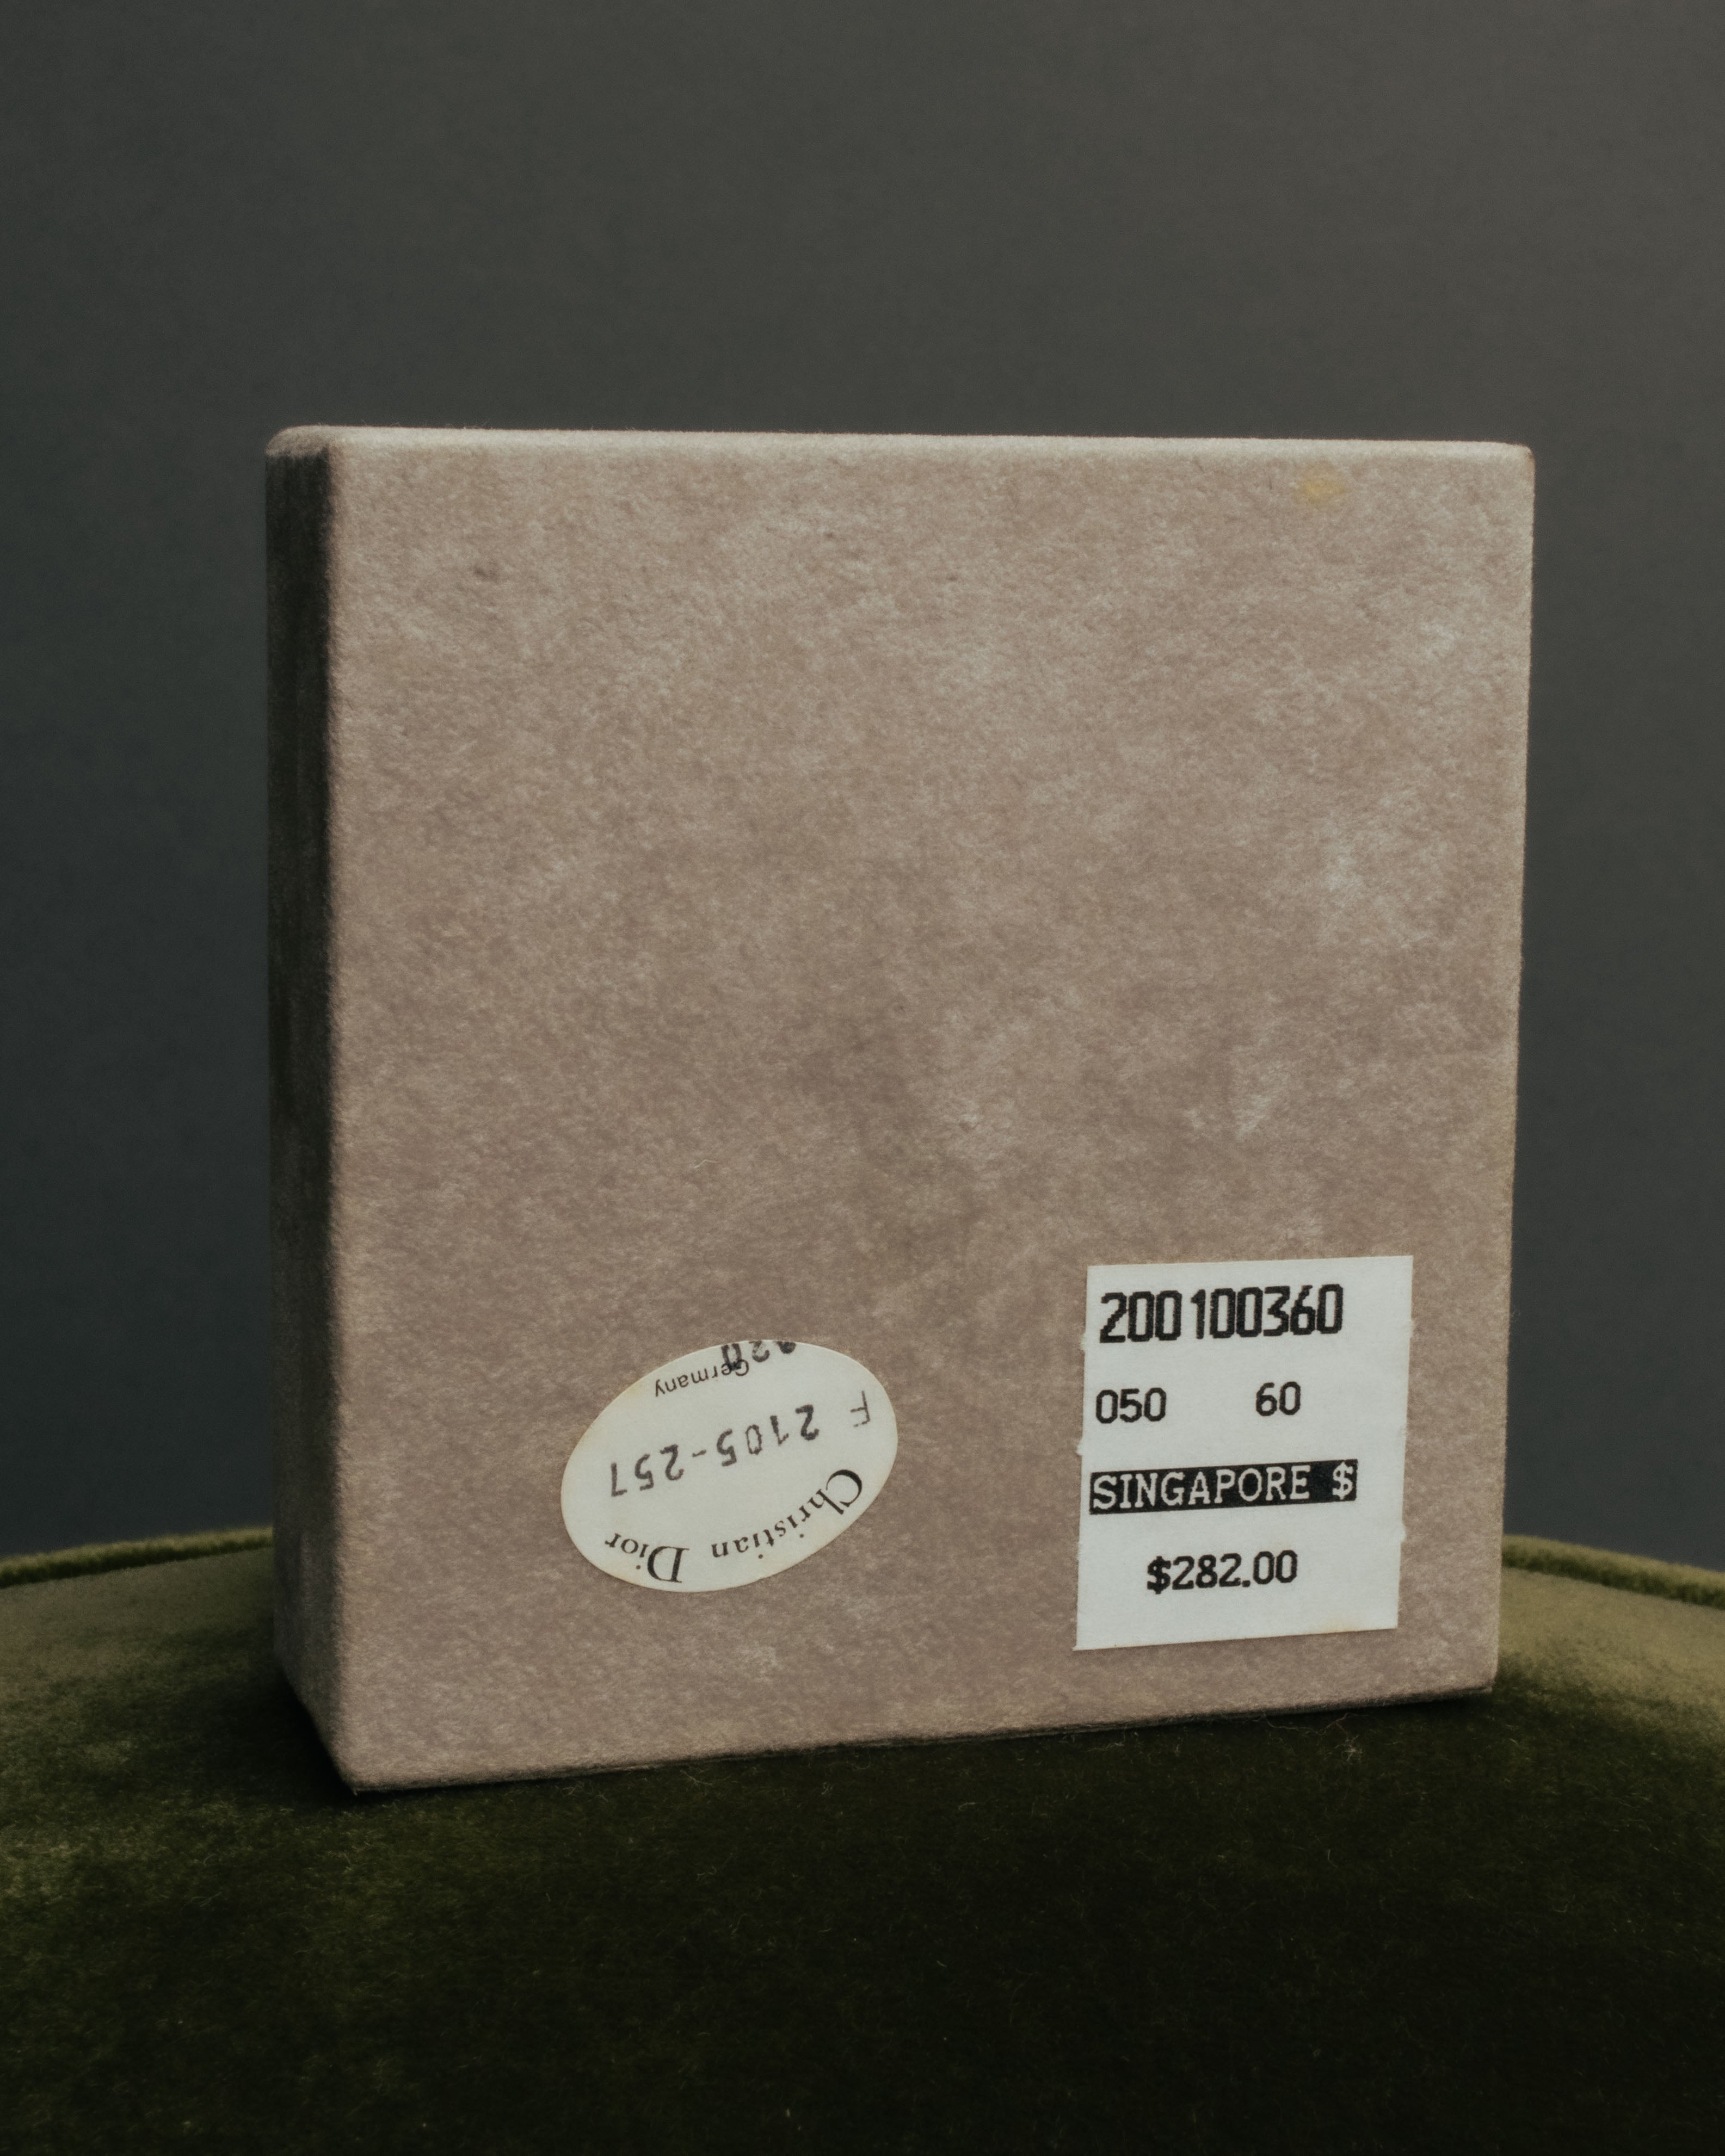 Christian Dior
F 2105-257
Germany
200100360
050 60
SINGAPORE $
$282.00